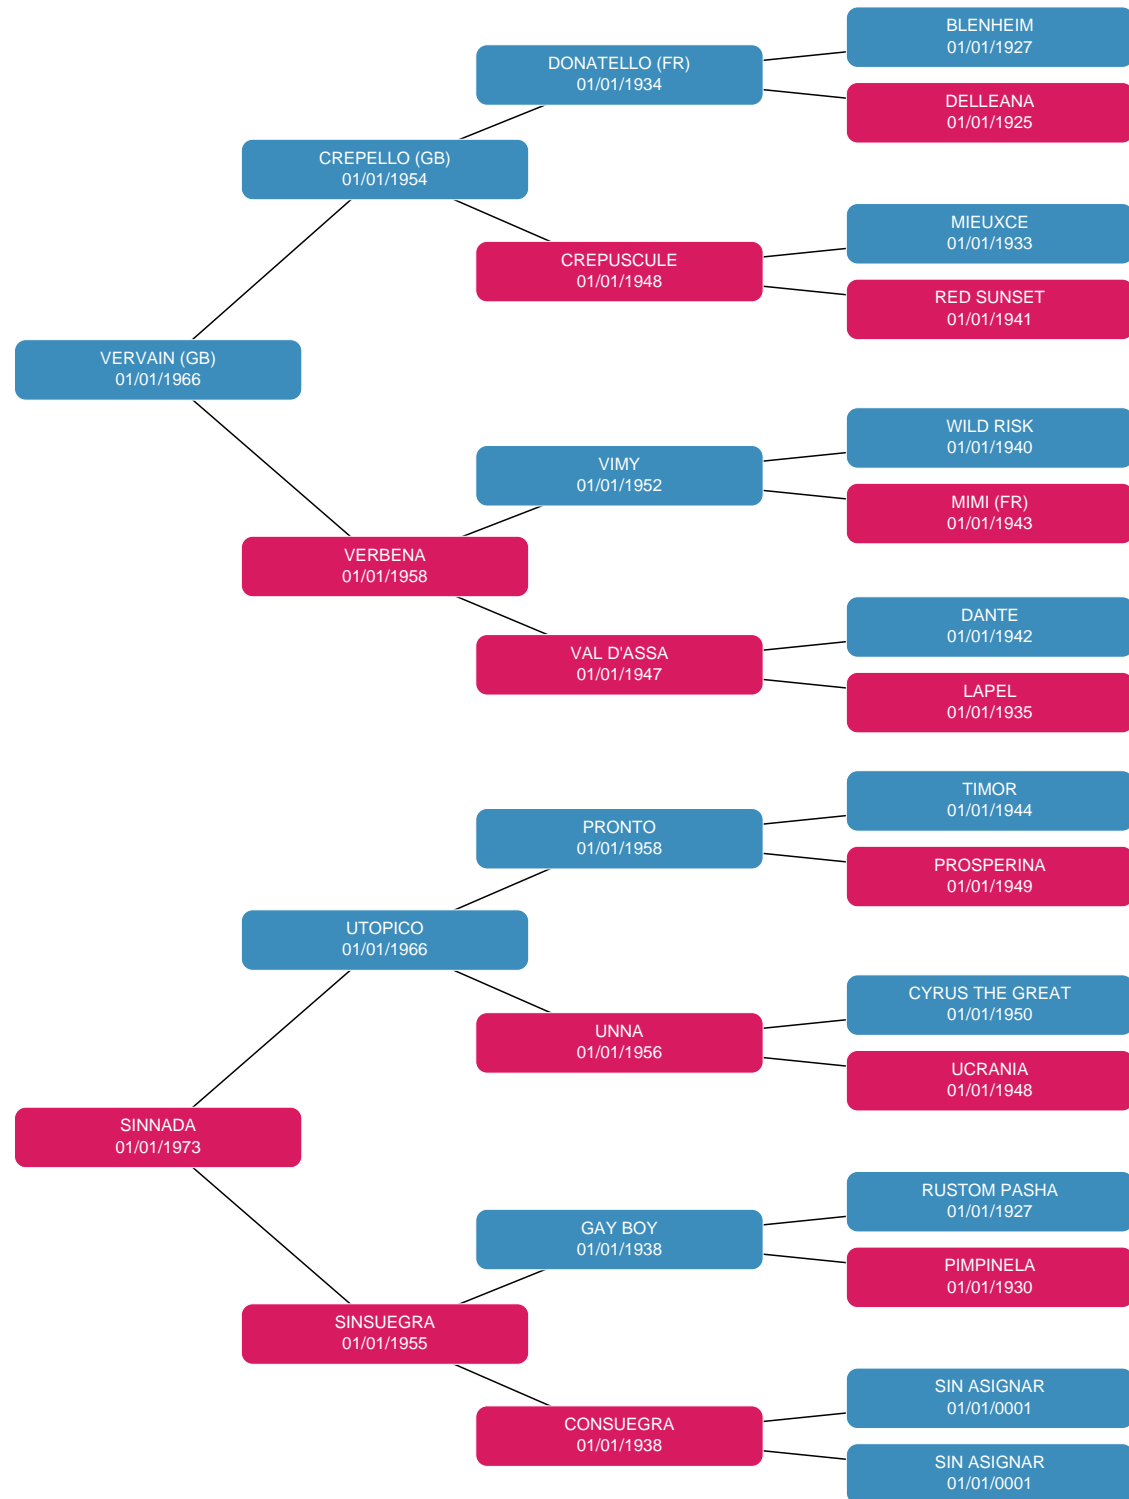 BLENHEIM
01/01/1927
DONATELLO (FR)
01/01/1934
DELLEANA
01/01/1925
CREPELLO (GB)
01/01/1954
MIEUXCE
01/01/1933
CREPUSCULE
01/01/1948
RED SUNSET
01/01/1941
VERVAIN (GB)
01/01/1966
WILD RISK
01/01/1940
VIMY
01/01/1952
MIMI (FR)
01/01/1943
VERBENA
01/01/1958
DANTE
01/01/1942
VAL D'ASSA
01/01/1947
LAPEL
01/01/1935
TIMOR
01/01/1944
PRONTO
01/01/1958
PROSPERINA
01/01/1949
UTOPICO
01/01/1966
CYRUS THE GREAT
01/01/1950
UNNA
01/01/1956
UCRANIA
01/01/1948
SINNADA
01/01/1973
RUSTOM PASHA
01/01/1927
GAY BOY
01/01/1938
PIMPINELA
01/01/1930
SINSUEGRA
01/01/1955
SIN ASIGNAR
01/01/0001
CONSUEGRA
01/01/1938
SIN ASIGNAR
01/01/0001